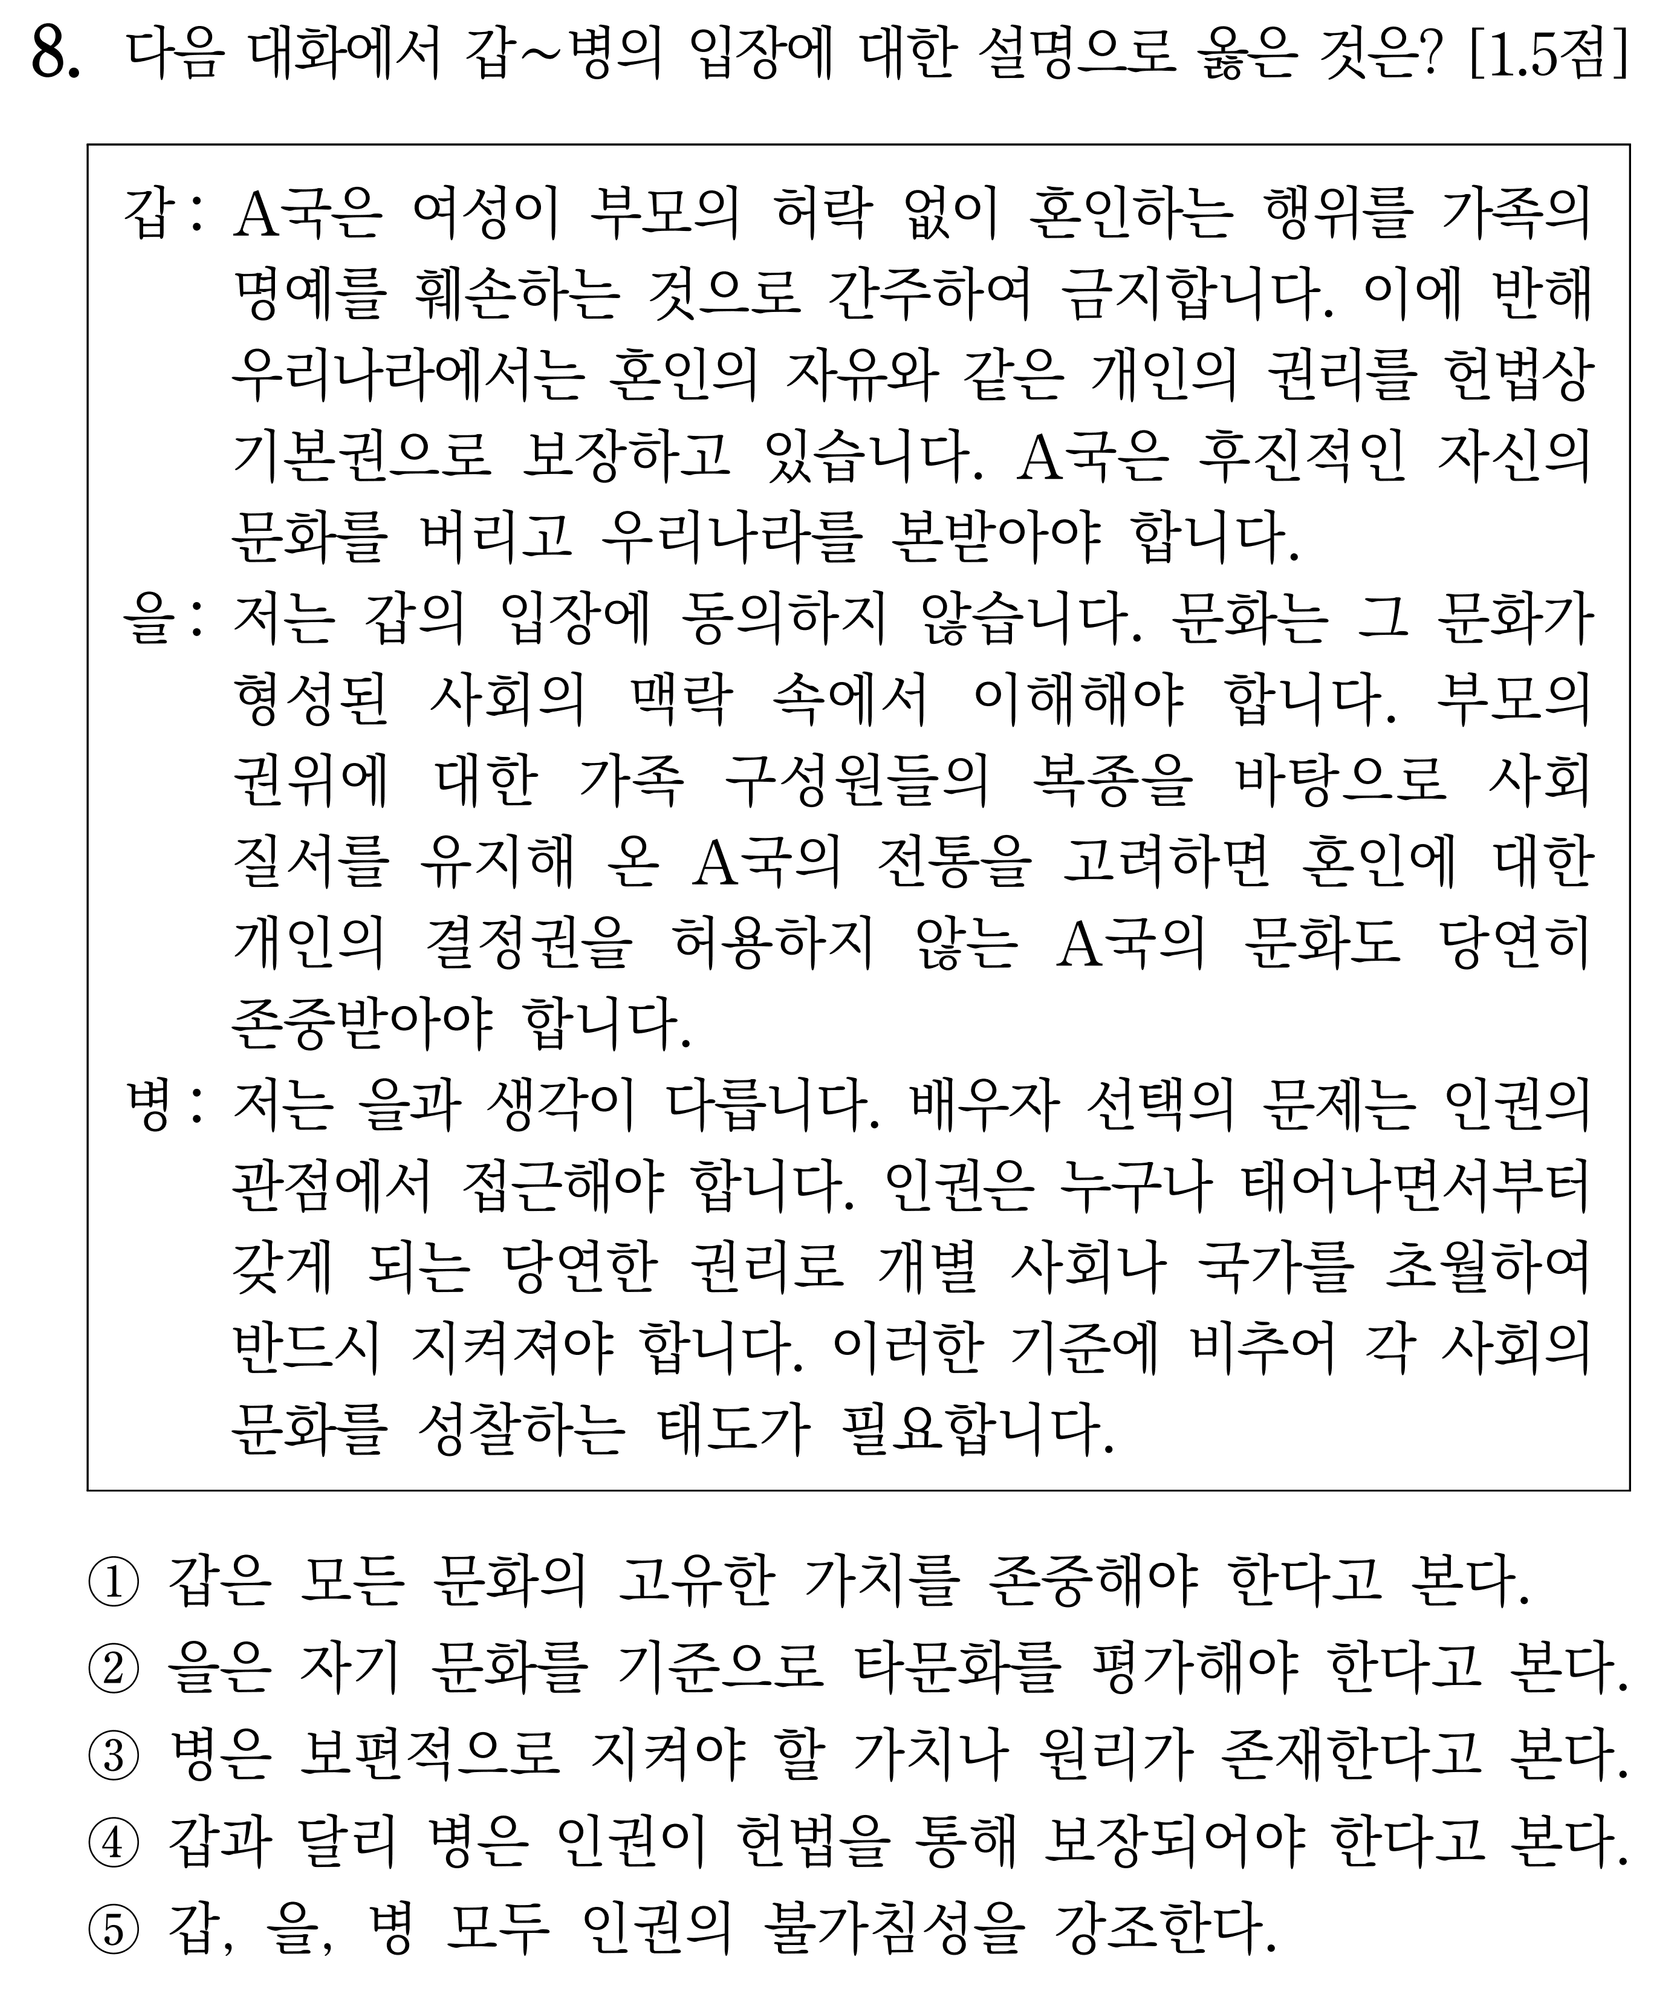 8. 다음 대화에서 갑~병의 입장에 대한 설명으로 옳은 것은? [1.5점]
갑 : A국은 여성이 부모의 허락 없이 혼인하는 행위를 가족의
명예를 훼손하는 것으로 간주하여 금지합니다. 이에 반해
우리나라에서는 혼인의 자유와 같은 개인의 권리를 헌법상
기본권으로 보장하고 있습니다. A국은 후진적인 자신의
문화를 버리고 우리나라를 본받아야 합니다.
을 : 저는 갑의 입장에 동의하지 않습니다. 문화는 그 문화가
형성된 사회의 맥락 속에서 이해해야 합니다. 부모의
권위에 대한 가족 구성원들의 복종을 바탕으로 사회
질서를 유지해 온 A국의 전통을 고려하면 혼인에 대한
개인의 결정권을 허용하지 않는 A국의 문화도 당연히
존중받아야 합니다.
병 : 저는 을과 생각이 다릅니다. 배우자 선택의 문제는 인권의
관점에서 접근해야 합니다. 인권은 누구나 태어나면서부터
갖게 되는 당연한 권리로 개별 사회나 국가를 초월하여
반드시 지켜져야 합니다. 이러한 기준에 비추어 각 사회의
문화를 성찰하는 태도가 필요합니다.
① 갑은 모든 문화의 고유한 가치를 존중해야 한다고 본다.
② 을은 자기 문화를 기준으로 타문화를 평가해야 한다고 본다.
③ 병은 보편적으로 지켜야 할 가치나 원리가 존재한다고 본다.
④ 갑과 달리 병은 인권이 헌법을 통해 보장되어야 한다고 본다.
⑤ 갑, 을, 병 모두 인권의 불가침성을 강조한다.